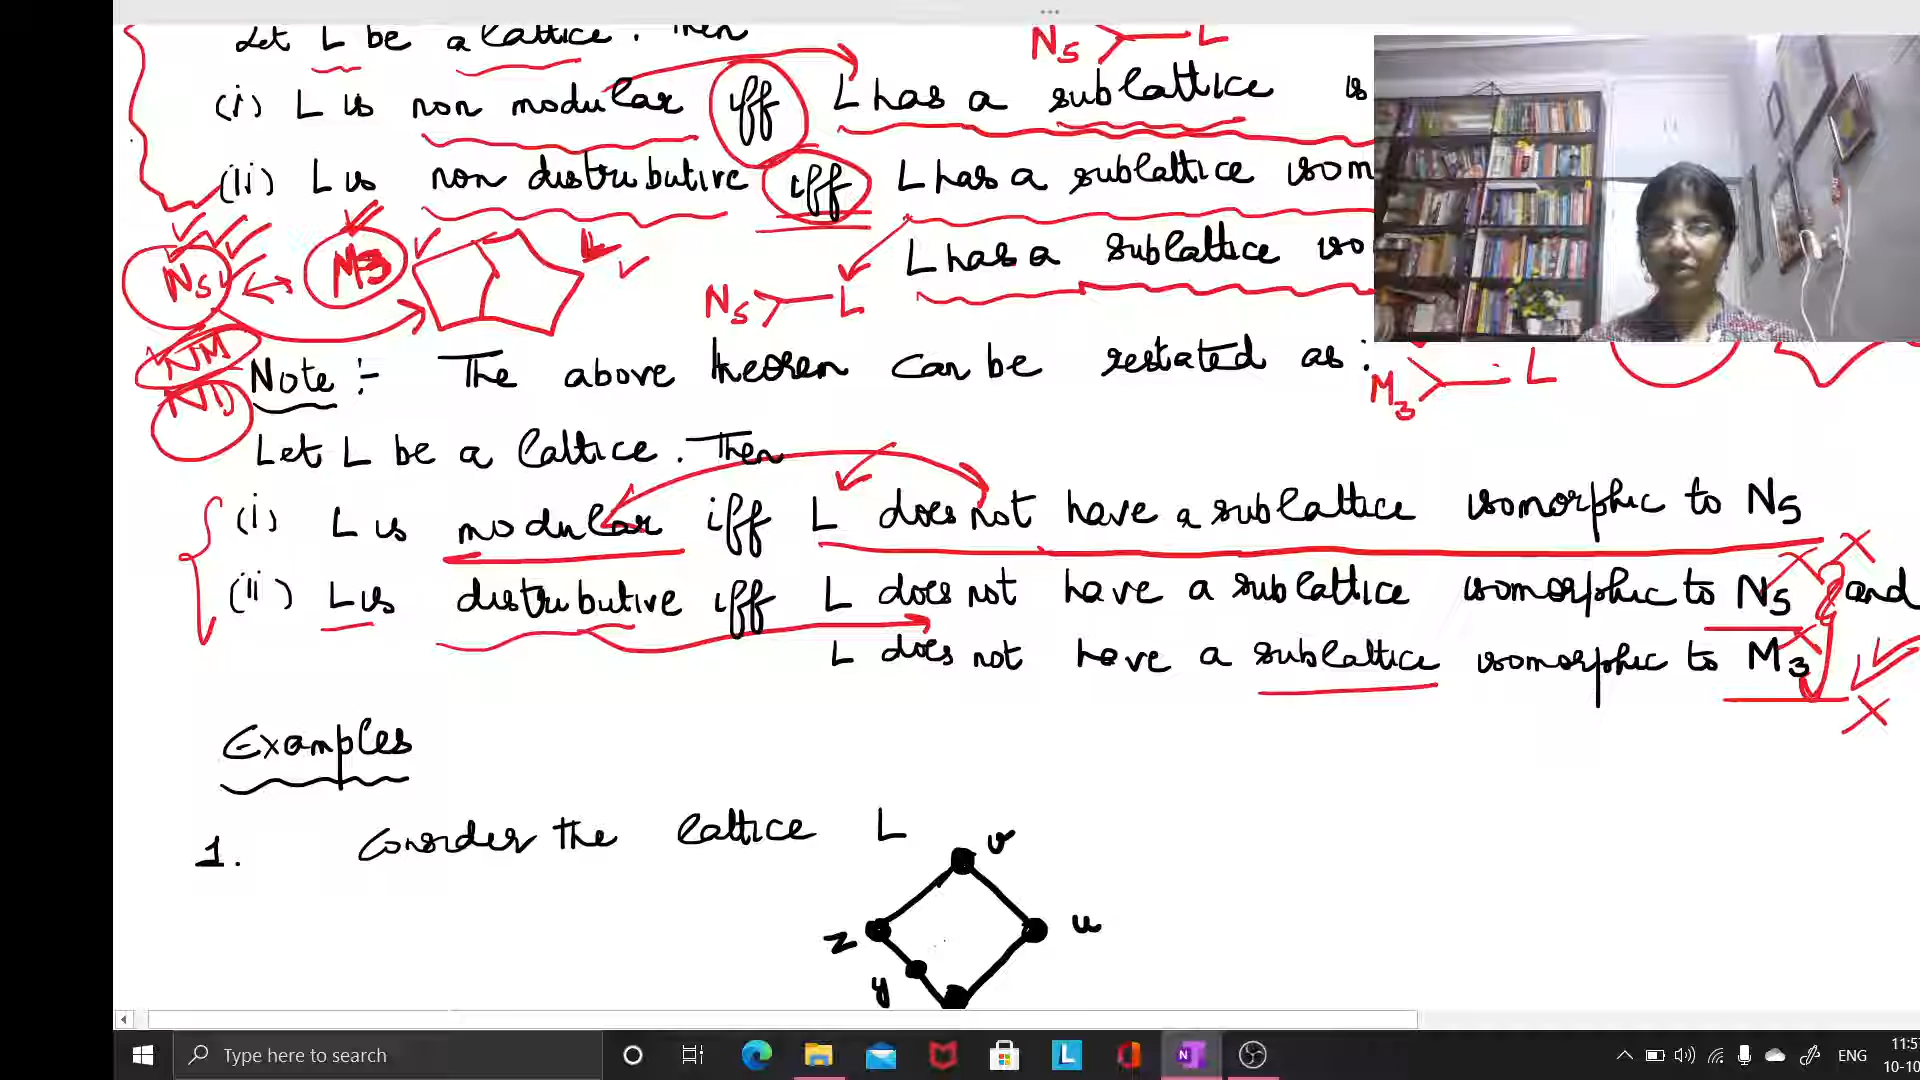 Let L be a lattice. Then
N5 L
(i) L is non modular iff L has a sublattice is
(ii) L is non distributive iff L has a sublattice isom
N5 M3
L has a sublattice iso
N5 L
NM
ND
Note :- The above theorem can be restated as :
M3 L
Let L be a lattice. Then
(i) L is modular iff L does not have a sublattice isomorphic to N5
(ii) L is distributive iff L does not have a sublattice isomorphic to N5 and
L does not have a sublattice isomorphic to M3
Examples
1. Consider the lattice L
v
z u
y
Type here to search
ENG
11:5
10-10